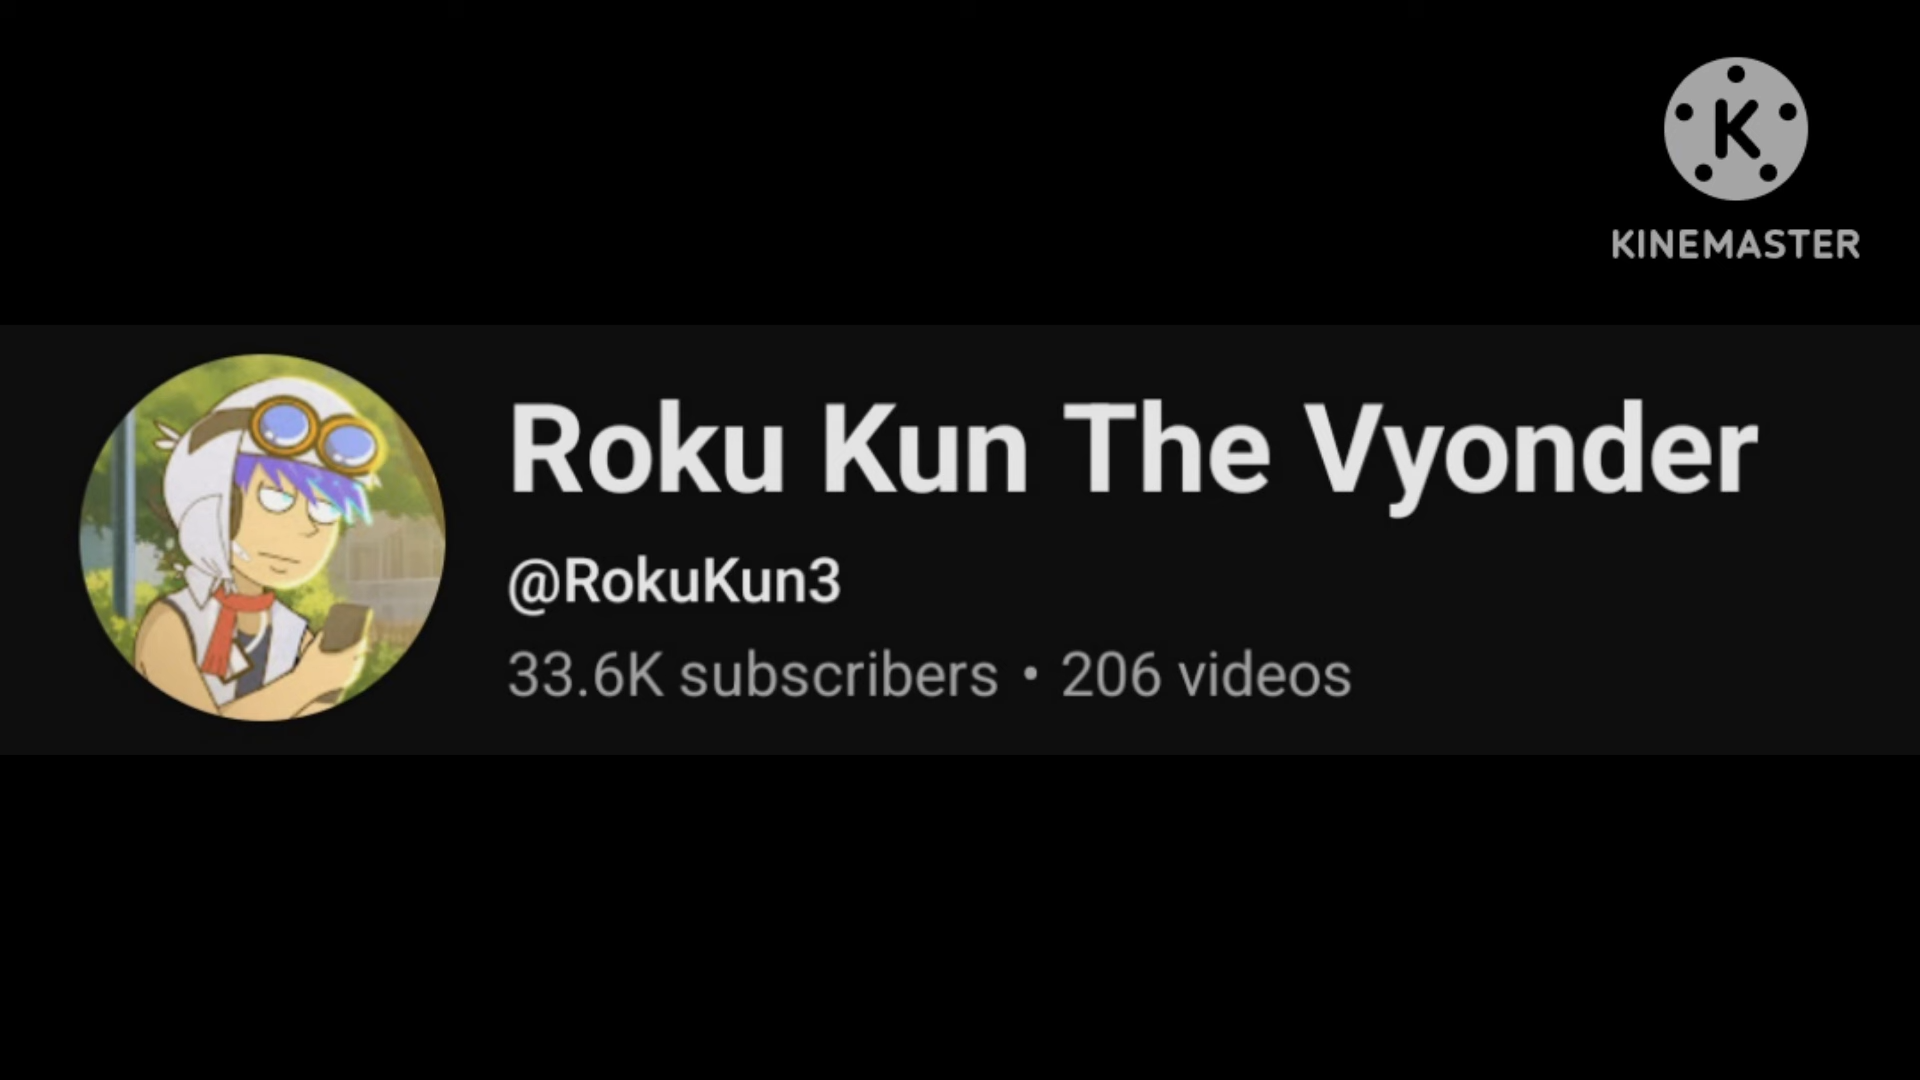 K
KINEMASTER
Roku Kun The Vyonder
@RokuKun3
33.6K subscribers • 206 videos